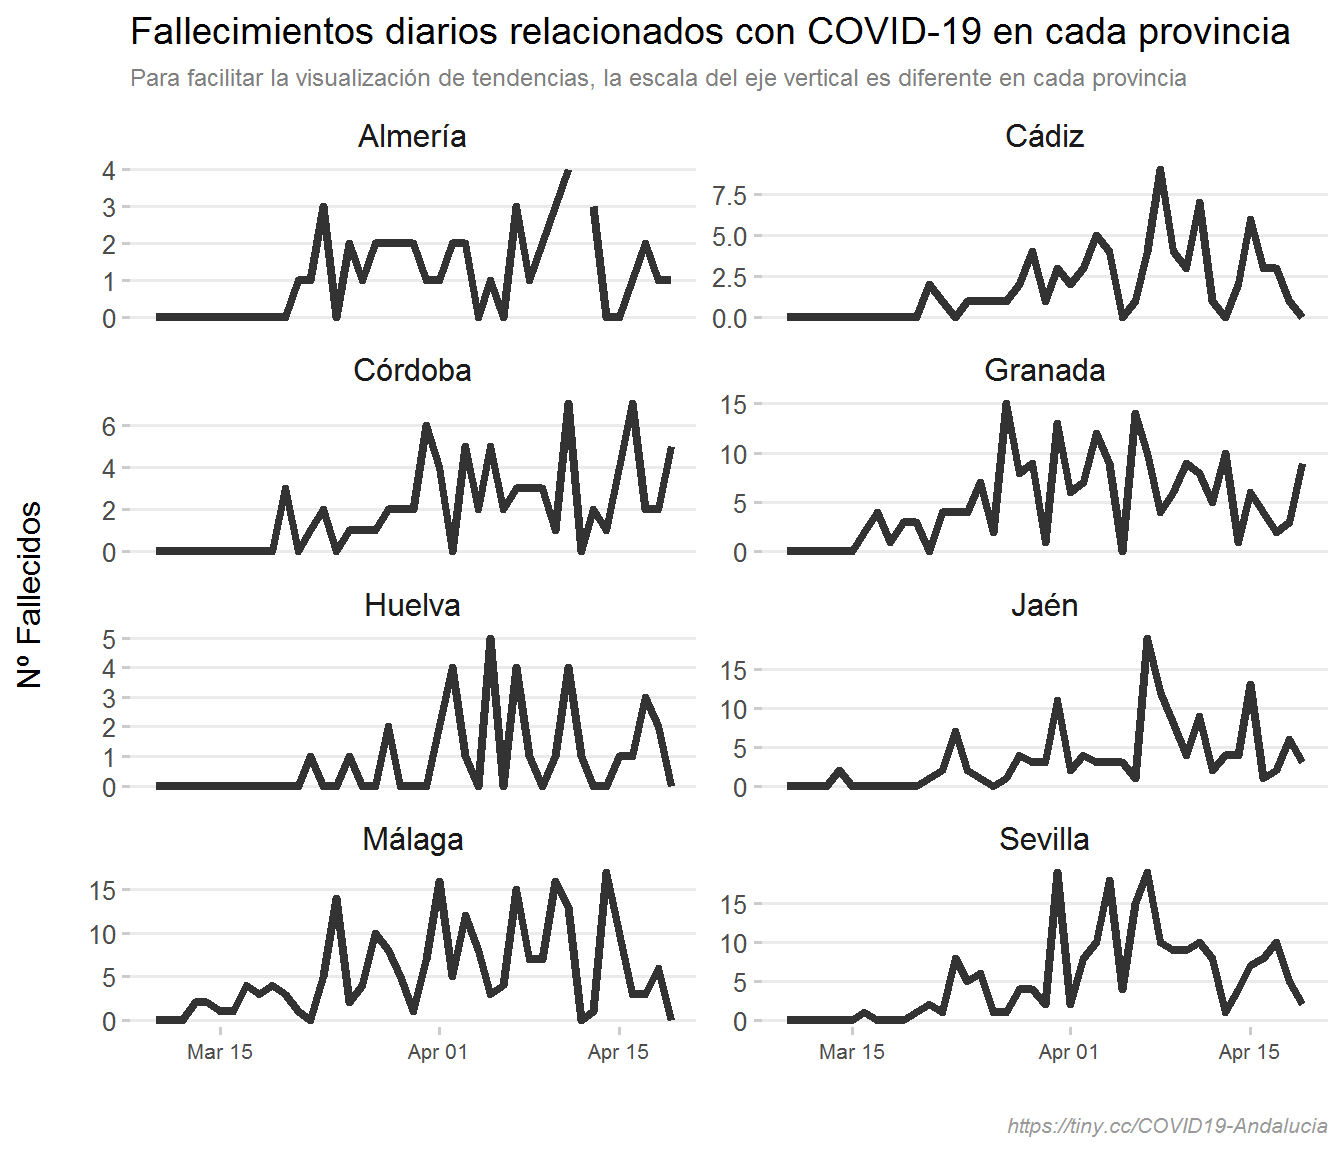 Fallecimientos diarios relacionados con COVID-19 en cada provincia
Para facilitar la visualización de tendencias, la escala del eje vertical es diferente en cada provincia
Nº Fallecidos
Almería
4
3
2
1
0
Cádiz
7.5
5.0
2.5
0.0
Córdoba
6
4
2
0
Granada
15
10
5
0
Huelva
5
4
3
2
1
0
Jaén
15
10
5
0
Málaga
15
10
5
0
Mar 15 Apr 01 Apr 15
Sevilla
15
10
5
0
Mar 15 Apr 01 Apr 15
https://tiny.cc/COVID19-Andalucia